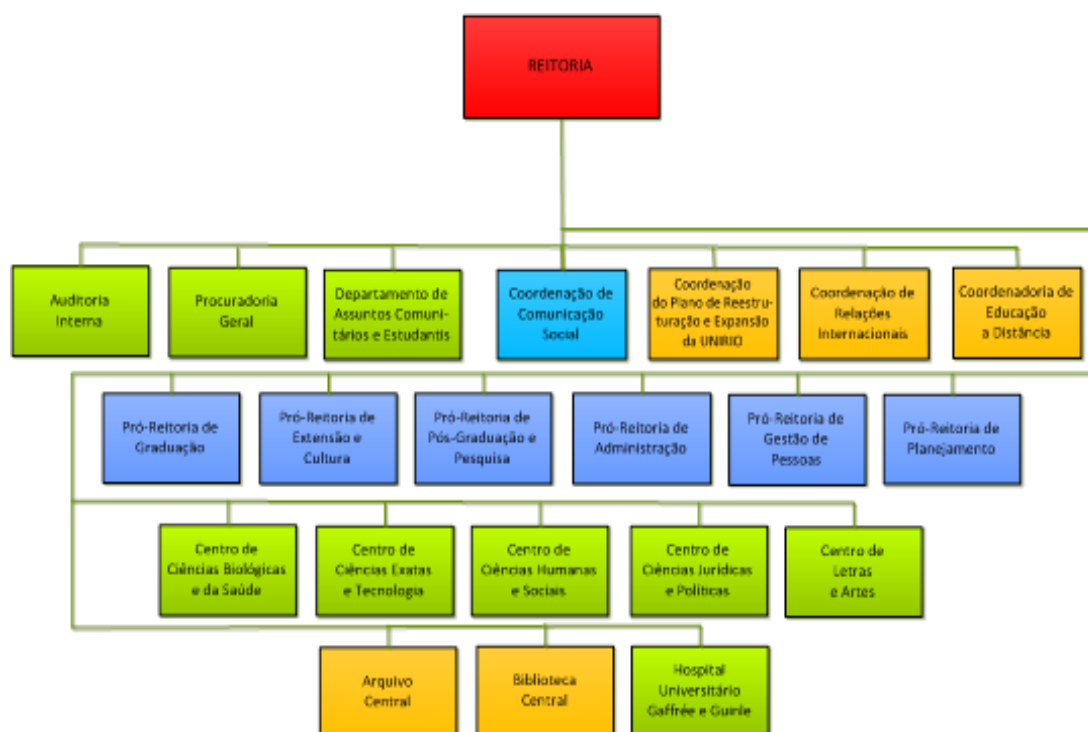 REITORIA
Auditoria
Interna
Procuradoria
Geral
Departamento de
Assuntos Comuni-
tários e Estudantis
Coordenação de
Comunicação
Social
Coordenação
do Plano de Reestru-
turação e Expansão
da UNIRIO
Coordenação de
Relações
Internacionais
Coordenadoria de
Educação
a Distância
Pró-Reitoria de
Graduação
Pró-Reitoria de
Extensão e
Cultura
Pró-Reitoria de
Pós-Graduação e
Pesquisa
Pró-Reitoria de
Administração
Pró-Reitoria de
Gestão de
Pessoas
Pró-Reitoria de
Planejamento
Centro de
Ciências Biológicas
e da Saúde
Centro de
Ciências Exatas
e Tecnologia
Centro de
Ciências Humanas
e Sociais
Centro de
Ciências Jurídicas
e Políticas
Centro de
Letras
e Artes
Arquivo
Central
Biblioteca
Central
Hospital
Universitário
Gaffrée e Guinle